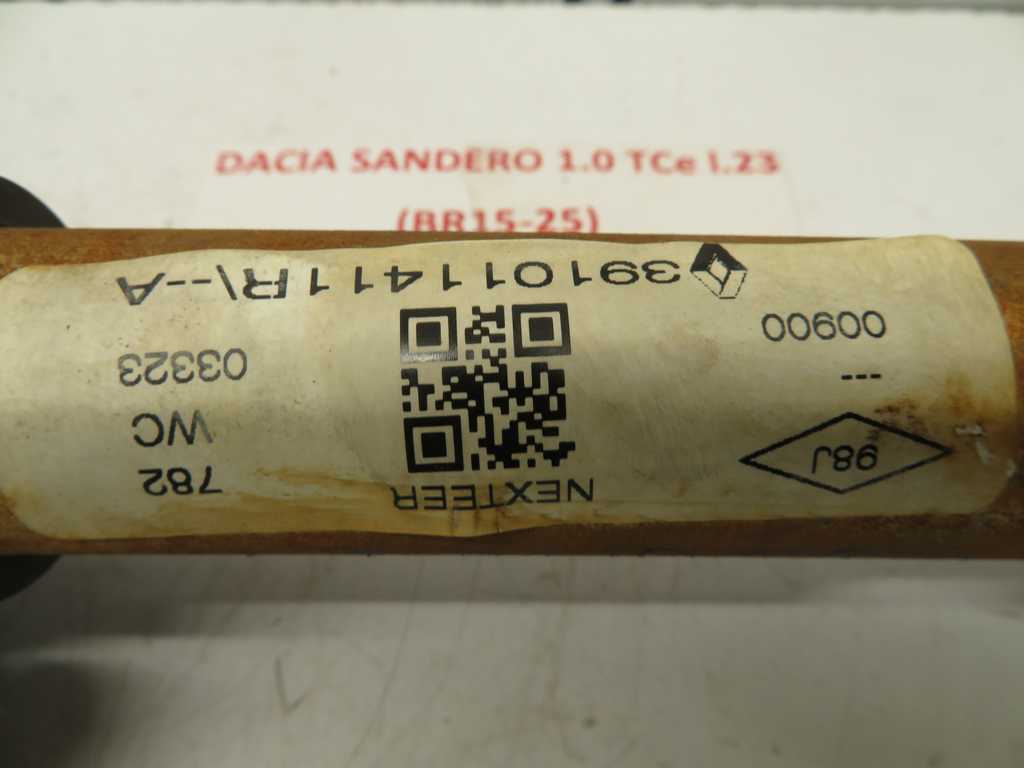 DACIA SANDERO 1.0 TCe l.23
(BR15-25)
98J
NEXTEER
782
---
WC
00900
03323
391011411R\--A